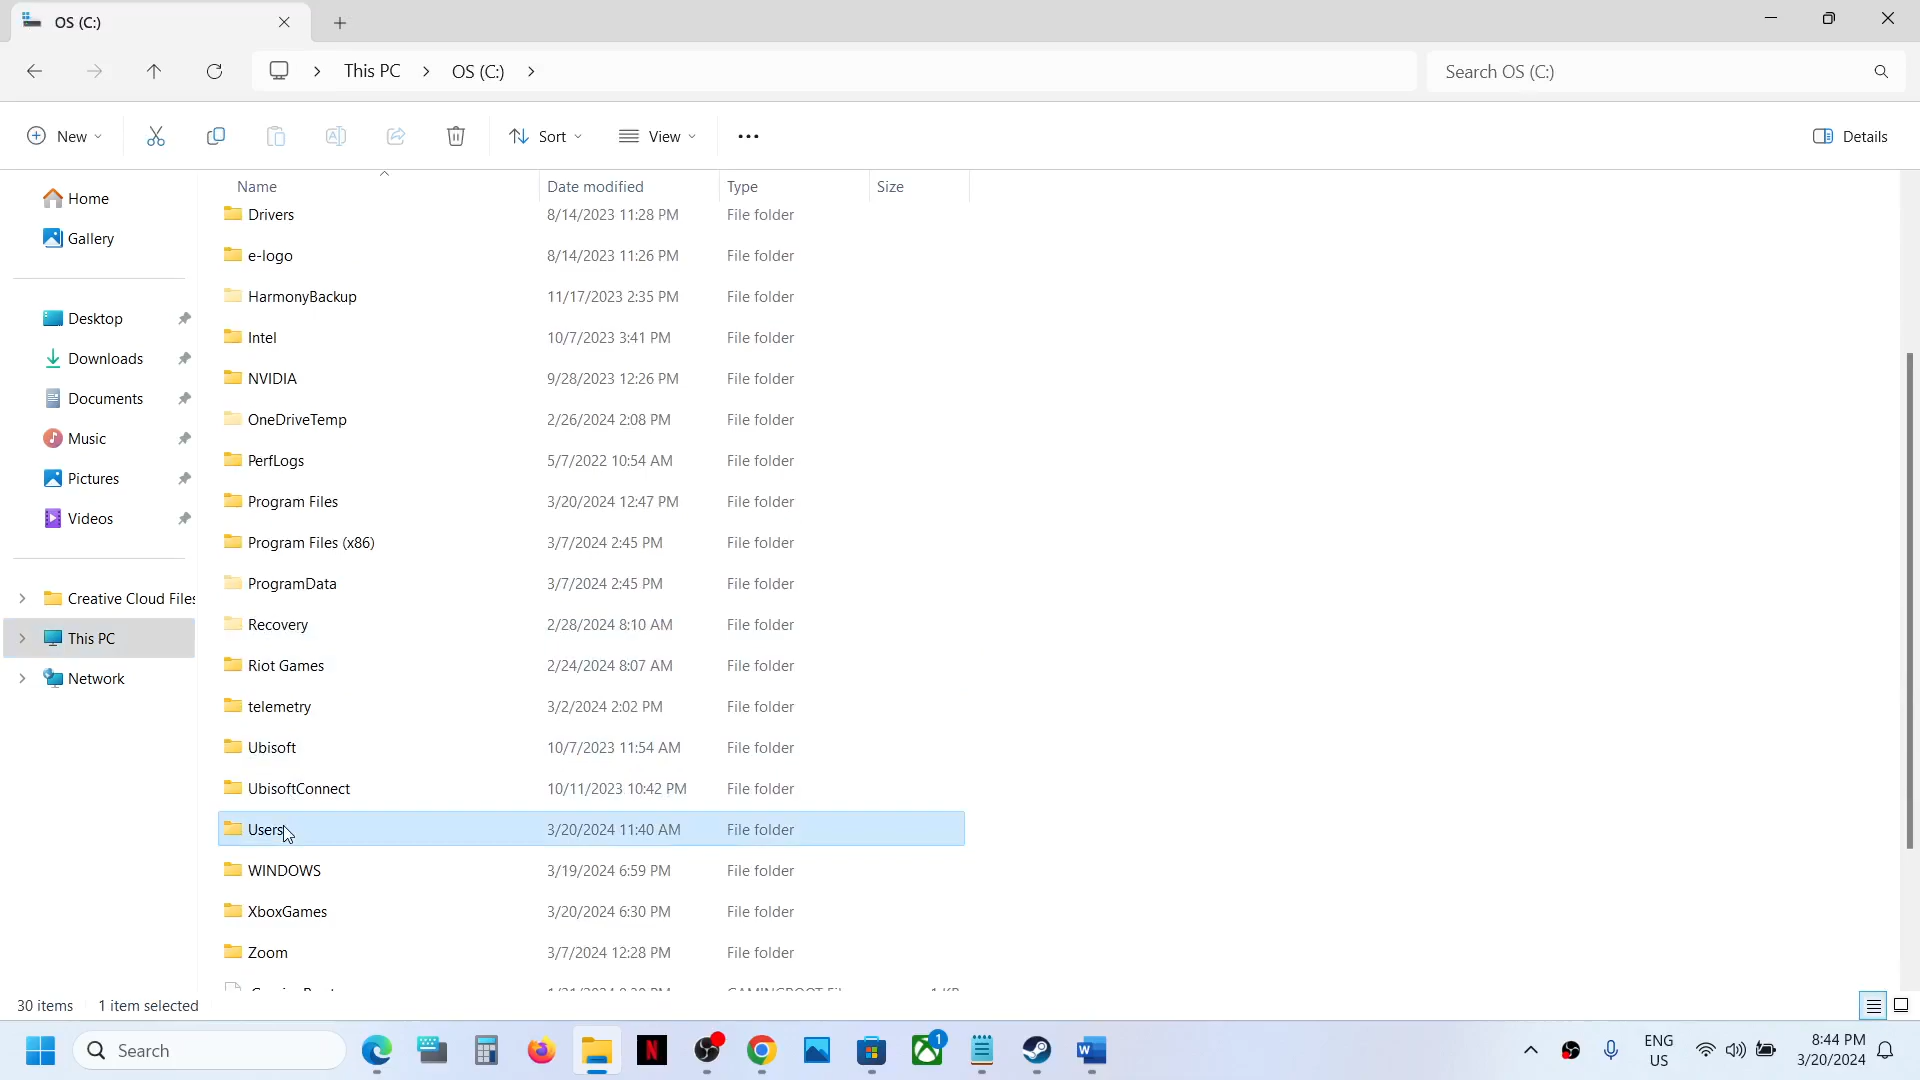 OS (C:)
This PC > OS (C:) >
Search OS (C:)
New
Sort
View
Details
Name Date modified Type Size
Home
Gallery
Desktop
Downloads
Documents
Music
Pictures
Videos
Creative Cloud Files
This PC
Network
Drivers 8/14/2023 11:28 PM File folder
e-logo 8/14/2023 11:26 PM File folder
HarmonyBackup 11/17/2023 2:35 PM File folder
Intel 10/7/2023 3:41 PM File folder
NVIDIA 9/28/2023 12:26 PM File folder
OneDriveTemp 2/26/2024 2:08 PM File folder
PerfLogs 5/7/2022 10:54 AM File folder
Program Files 3/20/2024 12:47 PM File folder
Program Files (x86) 3/7/2024 2:45 PM File folder
ProgramData 3/7/2024 2:45 PM File folder
Recovery 2/28/2024 8:10 AM File folder
Riot Games 2/24/2024 8:07 AM File folder
telemetry 3/2/2024 2:02 PM File folder
Ubisoft 10/7/2023 11:54 AM File folder
UbisoftConnect 10/11/2023 10:42 PM File folder
Users 3/20/2024 11:40 AM File folder
WINDOWS 3/19/2024 6:59 PM File folder
XboxGames 3/20/2024 6:30 PM File folder
Zoom 3/7/2024 12:28 PM File folder
30 items 1 item selected
Search
N
1
W
ENG
US
8:44 PM
3/20/2024